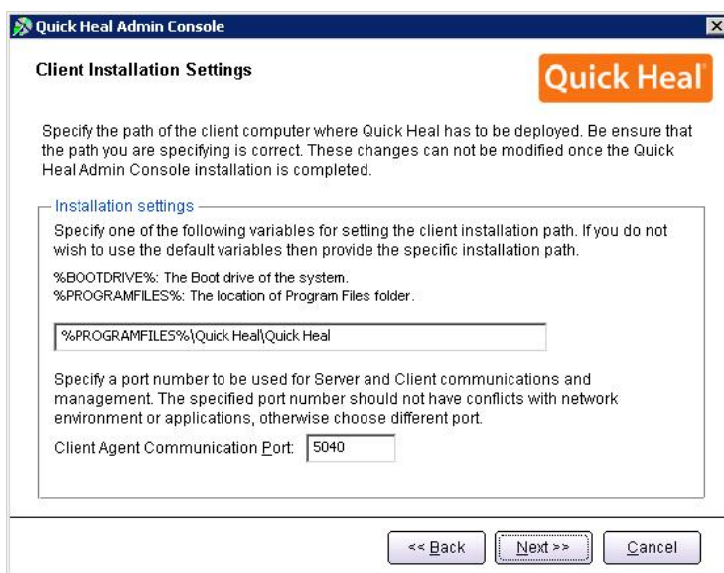 Quick Heal Admin Console
Client Installation Settings
Quick Heal
Specify the path of the client computer where Quick Heal has to be deployed. Be ensure that
the path you are specifying is correct. These changes can not be modified once the Quick
Heal Admin Console installation is completed.
Installation settings
Specify one of the following variables for setting the client installation path. If you do not
wish to use the default variables then provide the specific installation path.
%BOOTDRIVE%: The Boot drive of the system.
%PROGRAMFILES%: The location of Program Files folder.
%PROGRAMFILES%\Quick Heal\Quick Heal
Specify a port number to be used for Server and Client communications and
management. The specified port number should not have conflicts with network
environment or applications, otherwise choose different port.
Client Agent Communication Port: 5040
<< Back Next >> Cancel